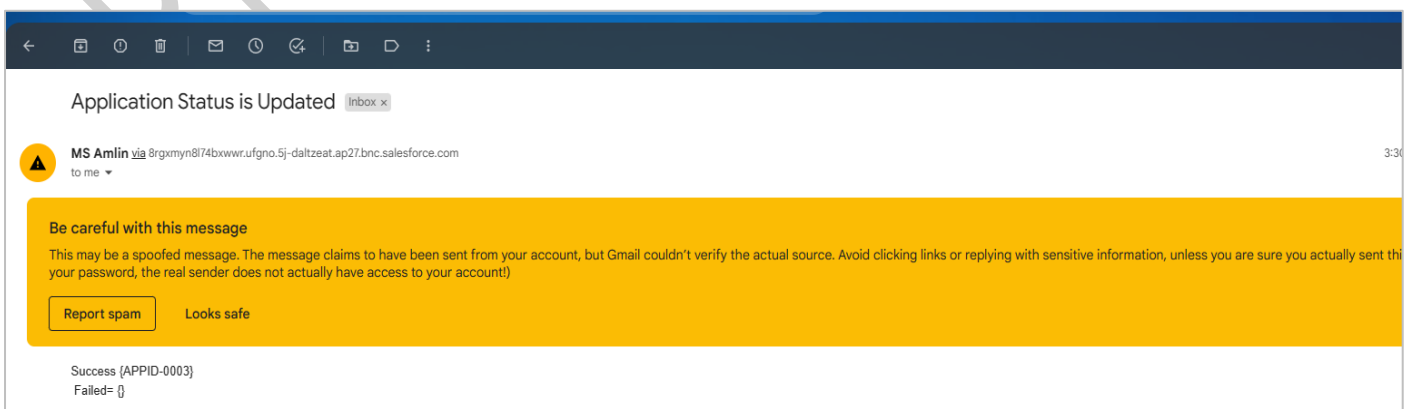 Application Status is Updated Inbox ×
MS Amlin via 8rgxmyn8l74bxwwr.ufgno.5j-daltzeat.ap27.bnc.salesforce.com
3:30
to me
Be careful with this message
This may be a spoofed message. The message claims to have been sent from your account, but Gmail couldn't verify the actual source. Avoid clicking links or replying with sensitive information, unless you are sure you actually sent thi
your password, the real sender does not actually have access to your account!)
Report spam Looks safe
Success {APPID-0003}
Failed= {}